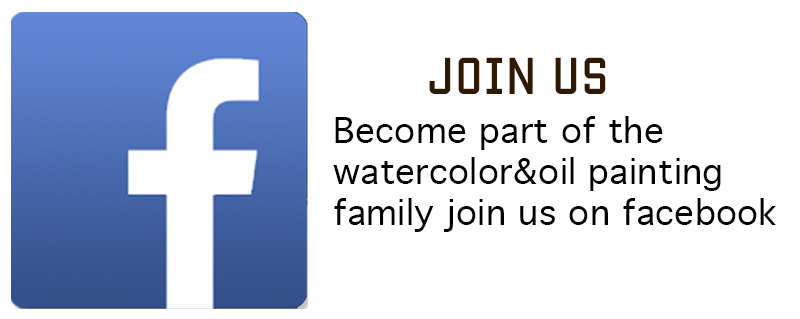 f
JOIN US
Become part of the
watercolor&oil painting
family join us on facebook